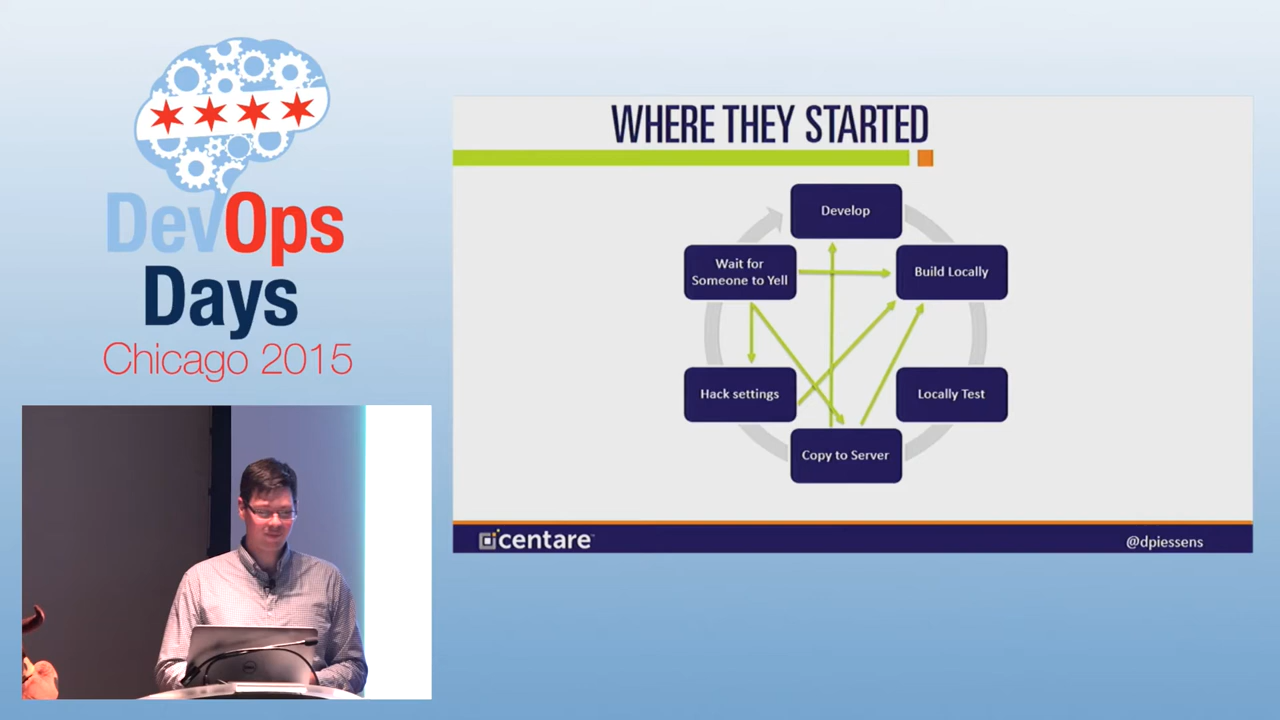 DevOps
Days
Chicago 2015
WHERE THEY STARTED
Develop
Wait for
Someone to Yell
Build Locally
Hack settings
Locally Test
Copy to Server
centare
@dpiessens